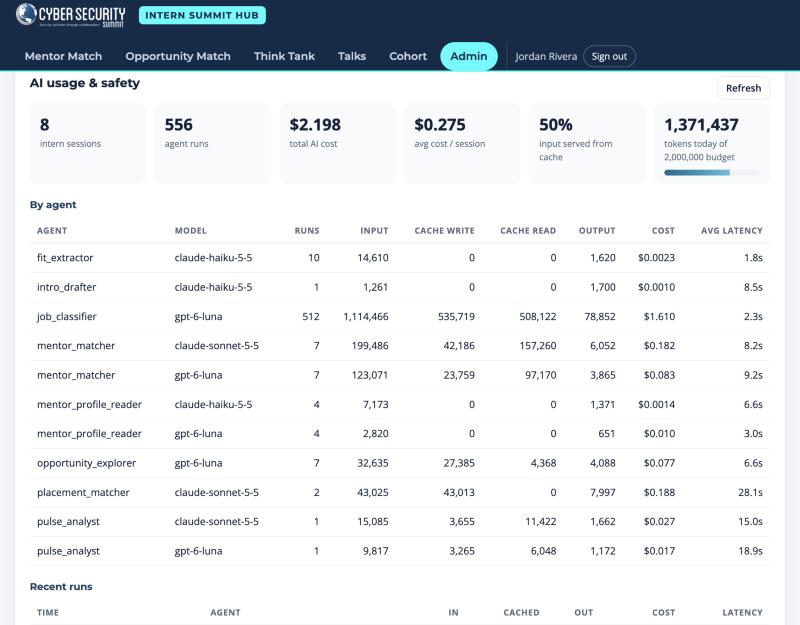 CYBER SECURITY
SUMMIT
INTERN SUMMIT HUB
Mentor Match Opportunity Match Think Tank Talks Cohort Admin Jordan Rivera Sign out
AI usage & safety
Refresh
8
intern sessions
556
agent runs
$2.198
total AI cost
$0.275
avg cost / session
50%
input served from
cache
1,371,437
tokens today of
2,000,000 budget
By agent
AGENT MODEL RUNS INPUT CACHE WRITE CACHE READ OUTPUT COST AVG LATENCY
fit_extractor claude-haiku-5-5 10 14,610 0 0 1,620 $0.0023 1.8s
intro_drafter claude-haiku-5-5 1 1,261 0 0 1,700 $0.0010 8.5s
job_classifier gpt-6-luna 512 1,114,466 535,719 508,122 78,852 $1.610 2.3s
mentor_matcher claude-sonnet-5-5 7 199,486 42,186 157,260 6,052 $0.182 8.2s
mentor_matcher gpt-6-luna 7 123,071 23,759 97,170 3,865 $0.083 9.2s
mentor_profile_reader claude-haiku-5-5 4 7,173 0 0 1,371 $0.0014 6.6s
mentor_profile_reader gpt-6-luna 4 2,820 0 0 651 $0.010 3.0s
opportunity_explorer gpt-6-luna 7 32,635 27,385 4,368 4,088 $0.077 6.6s
placement_matcher claude-sonnet-5-5 2 43,025 43,013 0 7,997 $0.188 28.1s
pulse_analyst claude-sonnet-5-5 1 15,085 3,655 11,422 1,662 $0.027 15.0s
pulse_analyst gpt-6-luna 1 9,817 3,265 6,048 1,172 $0.017 18.9s
Recent runs
TIME AGENT IN CACHED OUT COST LATENCY